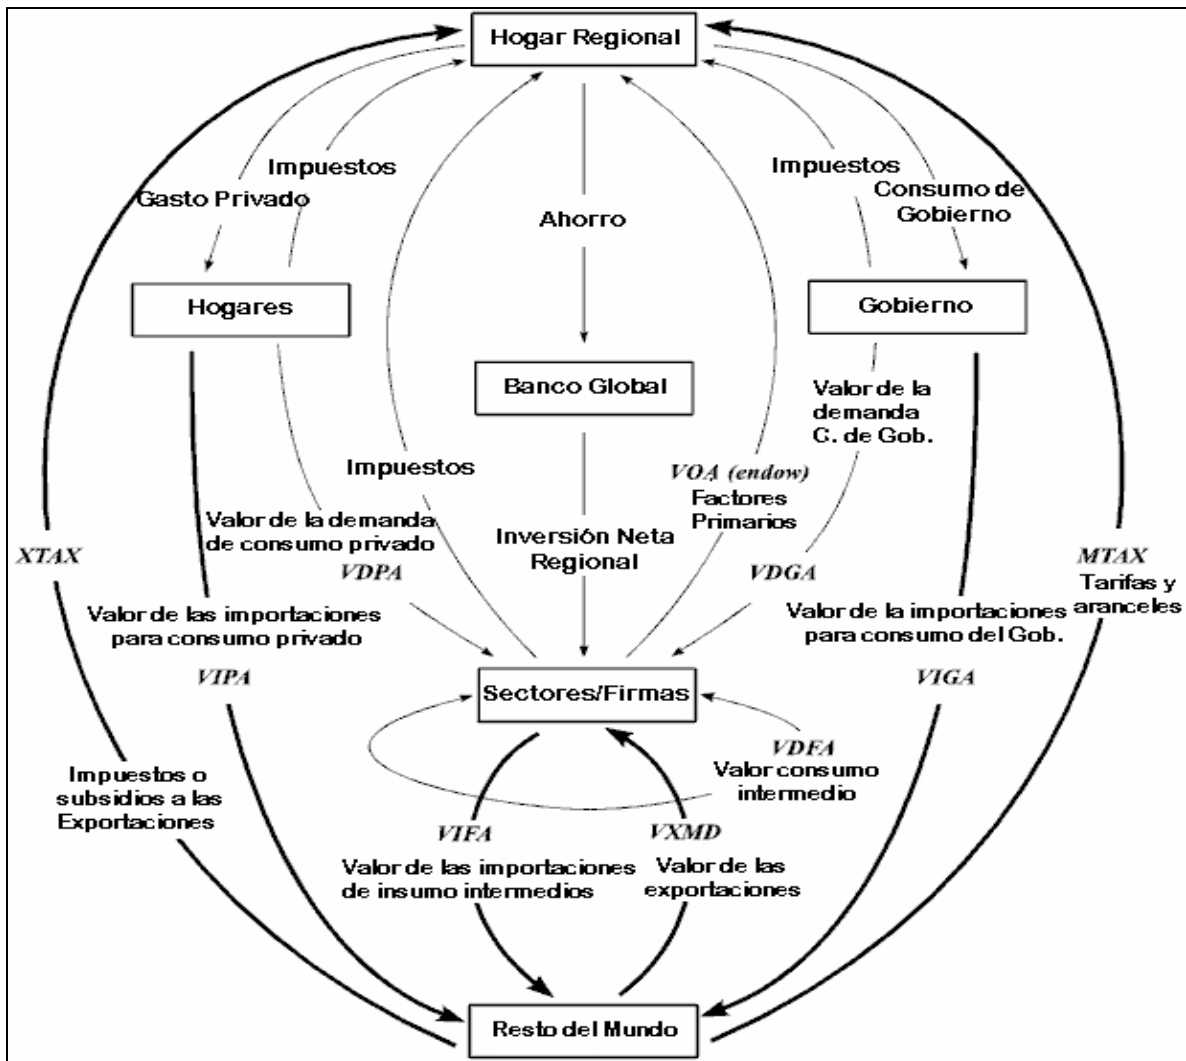 Hogar Regional
Impuestos
Gasto Privado
Ahorro
Impuestos
Consumo de
Gobierno
Hogares
Gobierno
Banco Global
Valor de la
demanda
C. de Gob.
Impuestos
VOA (endow)
Factores
Primarios
Valor de la demanda
de consumo privado
VDPA
Inversión Neta
Regional
VDGA
XTAX
MTAX
Tarifas y
aranceles
Valor de las importaciones
para consumo privado
VIPA
Valor de la importaciones
para consumo del Gob.
VIGA
Sectores/Firmas
VDFA
Valor consumo
intermedio
Impuestos o
subsidios a las
Exportaciones
VIFA
Valor de las importaciones
de insumo intermedios
VXMD
Valor de las
exportaciones
Resto del Mundo